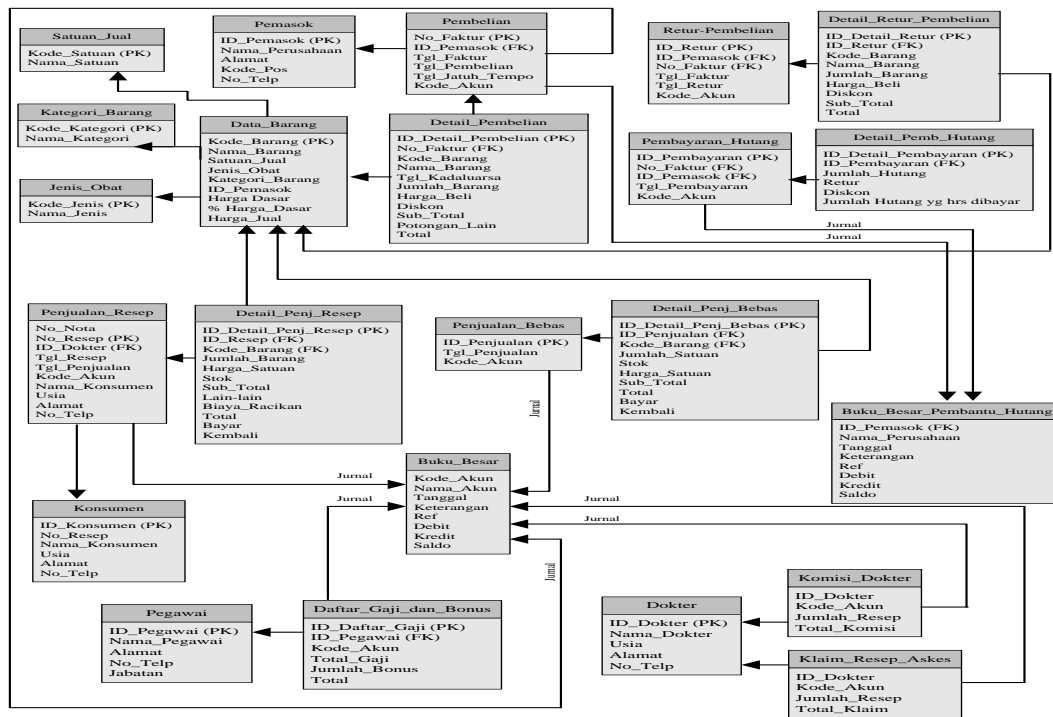 Satuan_Jual
Kode_Satuan (PK)
Nama_Satuan
Pemasok
ID_Pemasok (PK)
Nama_Perusahaan
Alamat
Kode_Pos
No_Telp
Pembelian
No_Faktur (PK)
ID_Pemasok (FK)
Tgl_Faktur
Tgl_Pembelian
Tgl_Jatuh_Tempo
Kode_Akun
Retur-Pembelian
ID_Retur (PK)
ID_Pemasok (FK)
No_Faktur (FK)
Tgl_Faktur
Tgl_Retur
Kode_Akun
Detail_Retur_Pembelian
ID_Detail_Retur (PK)
ID_Retur (FK)
Kode_Barang
Nama_Barang
Jumlah_Barang
Harga_Beli
Diskon
Sub_Total
Total
Kategori_Barang
Kode_Kategori (PK)
Nama_Kategori
Data_Barang
Kode_Barang (PK)
Nama_Barang
Satuan_Jual
Jenis_Obat
Kategori_Barang
ID_Pemasok
Harga Dasar
% Harga_Dasar
Harga_Jual
Detail_Pembelian
ID_Detail_Pembelian (PK)
No_Faktur (FK)
Kode_Barang
Nama_Barang
Tgl_Kadaluarsa
Jumlah_Barang
Harga_Beli
Diskon
Sub_Total
Potongan_Lain
Total
Pembayaran_Hutang
ID_Pembayaran (PK)
No_Faktur (FK)
ID_Pemasok (FK)
Tgl_Pembayaran
Kode_Akun
Detail_Pemb_Hutang
ID_Detail_Pembayaran (PK)
ID_Pembayaran (FK)
Jumlah_Hutang
Retur
Diskon
Jumlah Hutang yg hrs dibayar
Jenis_Obat
Kode_Jenis (PK)
Nama_Jenis
Jurnal
Jurnal
Penjualan_Resep
No_Nota
No_Resep (PK)
ID_Dokter (FK)
Tgl_Resep
Tgl_Penjualan
Kode_Akun
Nama_Konsumen
Usia
Alamat
No_Telp
Detail_Penj_Resep
ID_Detail_Penj_Resep (PK)
ID_Resep (FK)
Kode_Barang (FK)
Jumlah_Barang
Harga_Satuan
Stok
Sub_Total
Lain-lain
Biaya_Racikan
Total
Bayar
Kembali
Penjualan_Bebas
ID_Penjualan (PK)
Tgl_Penjualan
Kode_Akun
Detail_Penj_Bebas
ID_Detail_Penj_Bebas (PK)
ID_Penjualan (FK)
Kode_Barang (FK)
Jumlah_Satuan
Stok
Harga_Satuan
Sub_Total
Total
Bayar
Kembali
Jurnal
Buku_Besar_Pembantu_Hutang
ID_Pemasok (FK)
Nama_Perusahaan
Tanggal
Keterangan
Ref
Debit
Kredit
Saldo
Jurnal
Jurnal
Buku_Besar
Kode_Akun
Nama_Akun
Tanggal
Keterangan
Ref
Debit
Kredit
Saldo
Jurnal
Jurnal
Jurnal
Konsumen
ID_Konsumen (PK)
No_Resep
Nama_Konsumen
Usia
Alamat
No_Telp
Pegawai
ID_Pegawai (PK)
Nama_Pegawai
Alamat
No_Telp
Jabatan
Daftar_Gaji_dan_Bonus
ID_Daftar_Gaji (PK)
ID_Pegawai (FK)
Kode_Akun
Total_Gaji
Jumlah_Bonus
Total
Dokter
ID_Dokter (PK)
Nama_Dokter
Usia
Alamat
No_Telp
Komisi_Dokter
ID_Dokter
Kode_Akun
Jumlah_Resep
Total_Komisi
Klaim_Resep_Askes
ID_Dokter
Kode_Akun
Jumlah_Resep
Total_Klaim